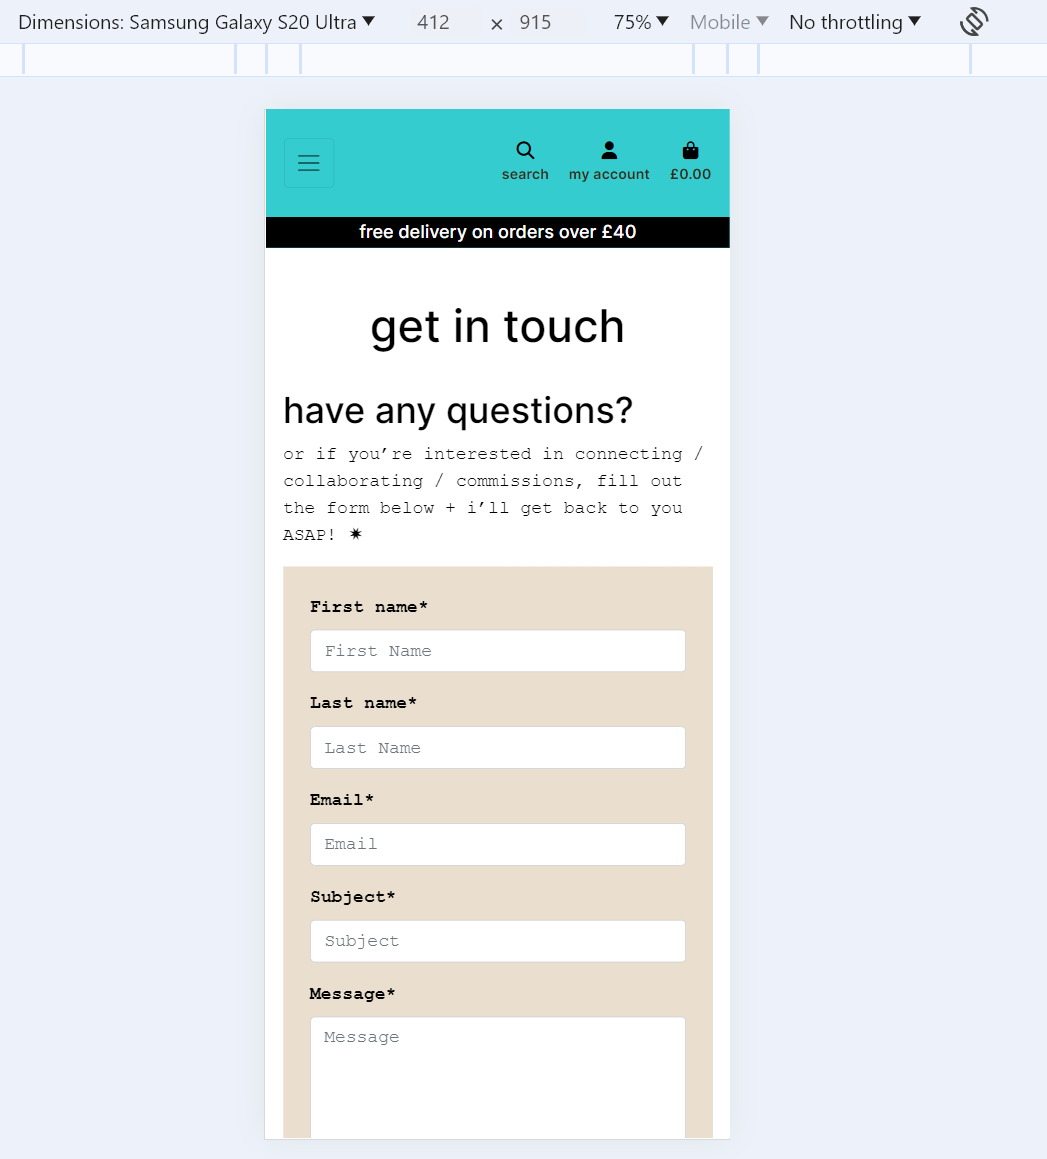 Dimensions: Samsung Galaxy S20 Ultra 412 × 915 75% Mobile No throttling
search my account £0.00
free delivery on orders over £40
get in touch
have any questions?
or if you’re interested in connecting /
collaborating / commissions, fill out
the form below + i’ll get back to you
ASAP! ✷
First name*
First Name
Last name*
Last Name
Email*
Email
Subject*
Subject
Message*
Message